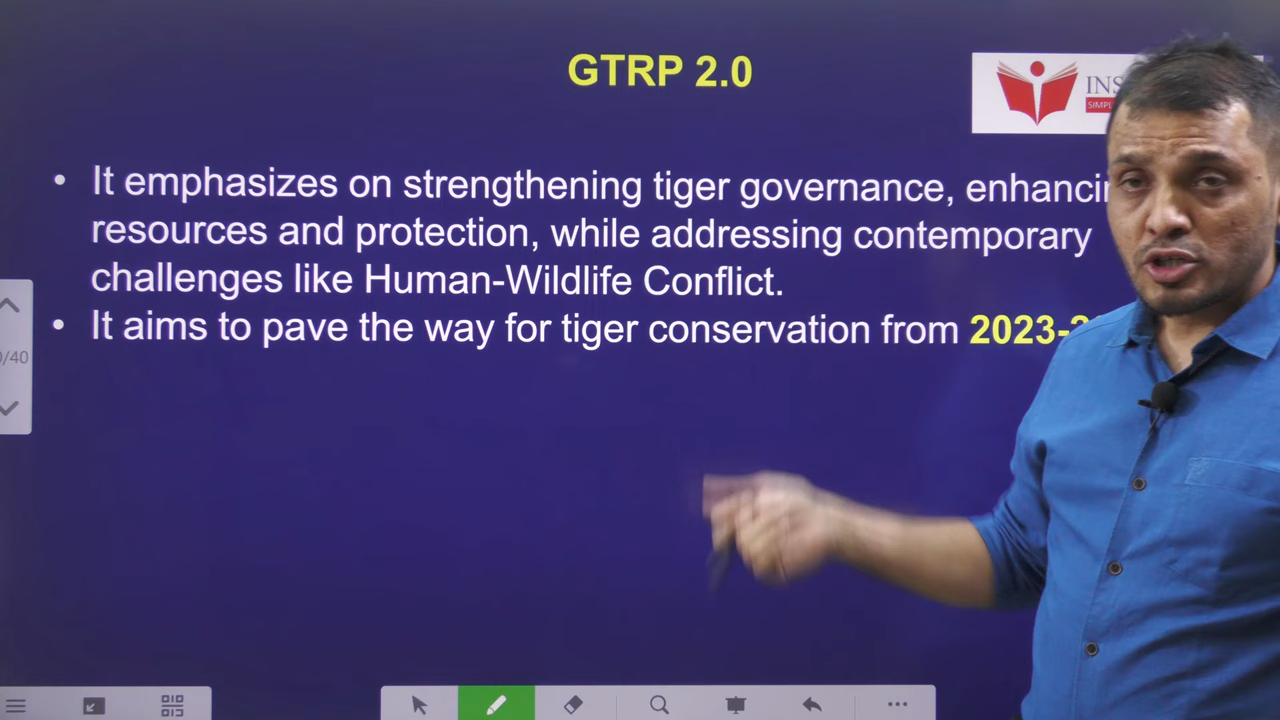 GTRP 2.0
• It emphasizes on strengthening tiger governance,
resources and protection, while addressing contemporary
challenges like Human-Wildlife Conflict.
• It aims to pave the way for tiger conservation from
/40